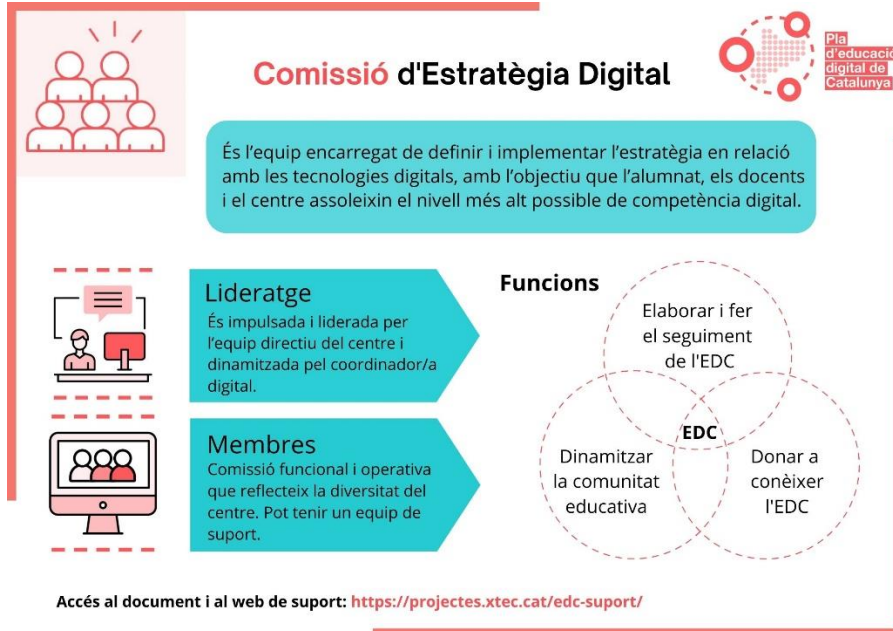 Comissió d'Estratègia Digital
Pla
d'educació
digital de
Catalunya
És l’equip encarregat de definir i implementar l’estratègia en relació
amb les tecnologies digitals, amb l’objectiu que l’alumnat, els docents
i el centre assoleixin el nivell més alt possible de competència digital.
Lideratge
És impulsada i liderada per
l’equip directiu del centre i
dinamitzada pel coordinador/a
digital.
Membres
Comissió funcional i operativa
que reflecteix la diversitat del
centre. Pot tenir un equip de
suport.
Funcions
Elaborar i fer
el seguiment
de l'EDC
EDC
Dinamitzar
la comunitat
educativa
Donar a
conèixer
l'EDC
Accés al document i al web de suport: https://projectes.xtec.cat/edc-suport/